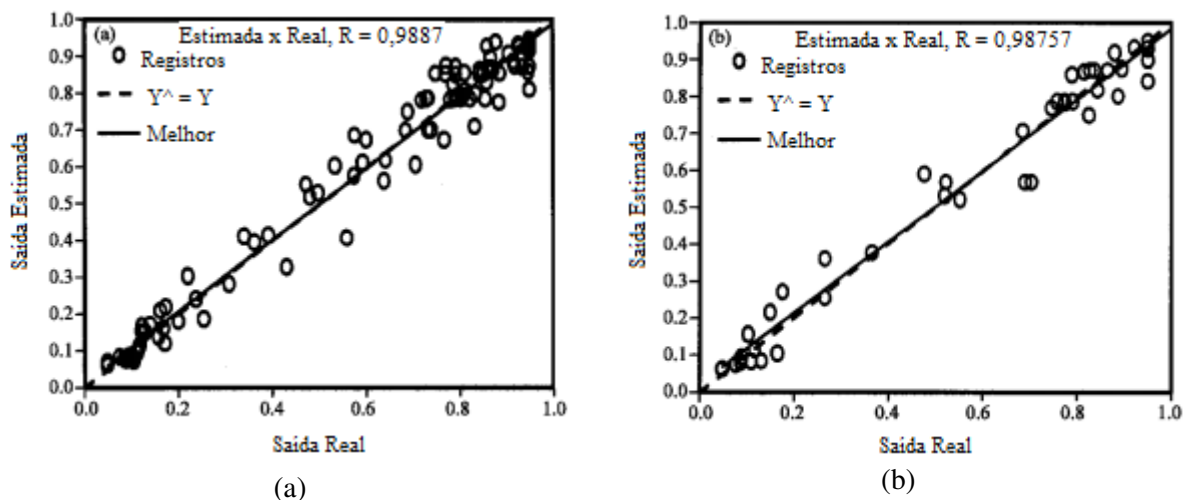 (a) Estimada x Real, R = 0,9887
Registros
Y^ = Y
Melhor
Saida Estimada
1.0
0.9
0.8
0.7
0.6
0.5
0.4
0.3
0.2
0.1
0.0
0.0 0.2 0.4 0.6 0.8 1.0
Saida Real
(a)
(b) Estimada x Real, R = 0,98757
Registros
Y^ = Y
Melhor
Saida Estimada
1.0
0.9
0.8
0.7
0.6
0.5
0.4
0.3
0.2
0.1
0.0
0.0 0.2 0.4 0.6 0.8 1.0
Saida Real
(b)